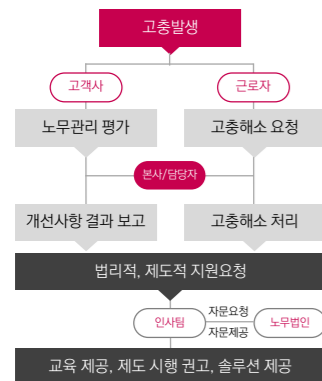 고충발생
고객사
근로자
노무관리 평가
고충해소 요청
본사/담당자
개선사항 결과 보고
고충해소 처리
법리적, 제도적 지원요청
인사팀
자문요청
자문제공
노무법인
교육 제공, 제도 시행 권고, 솔루션 제공